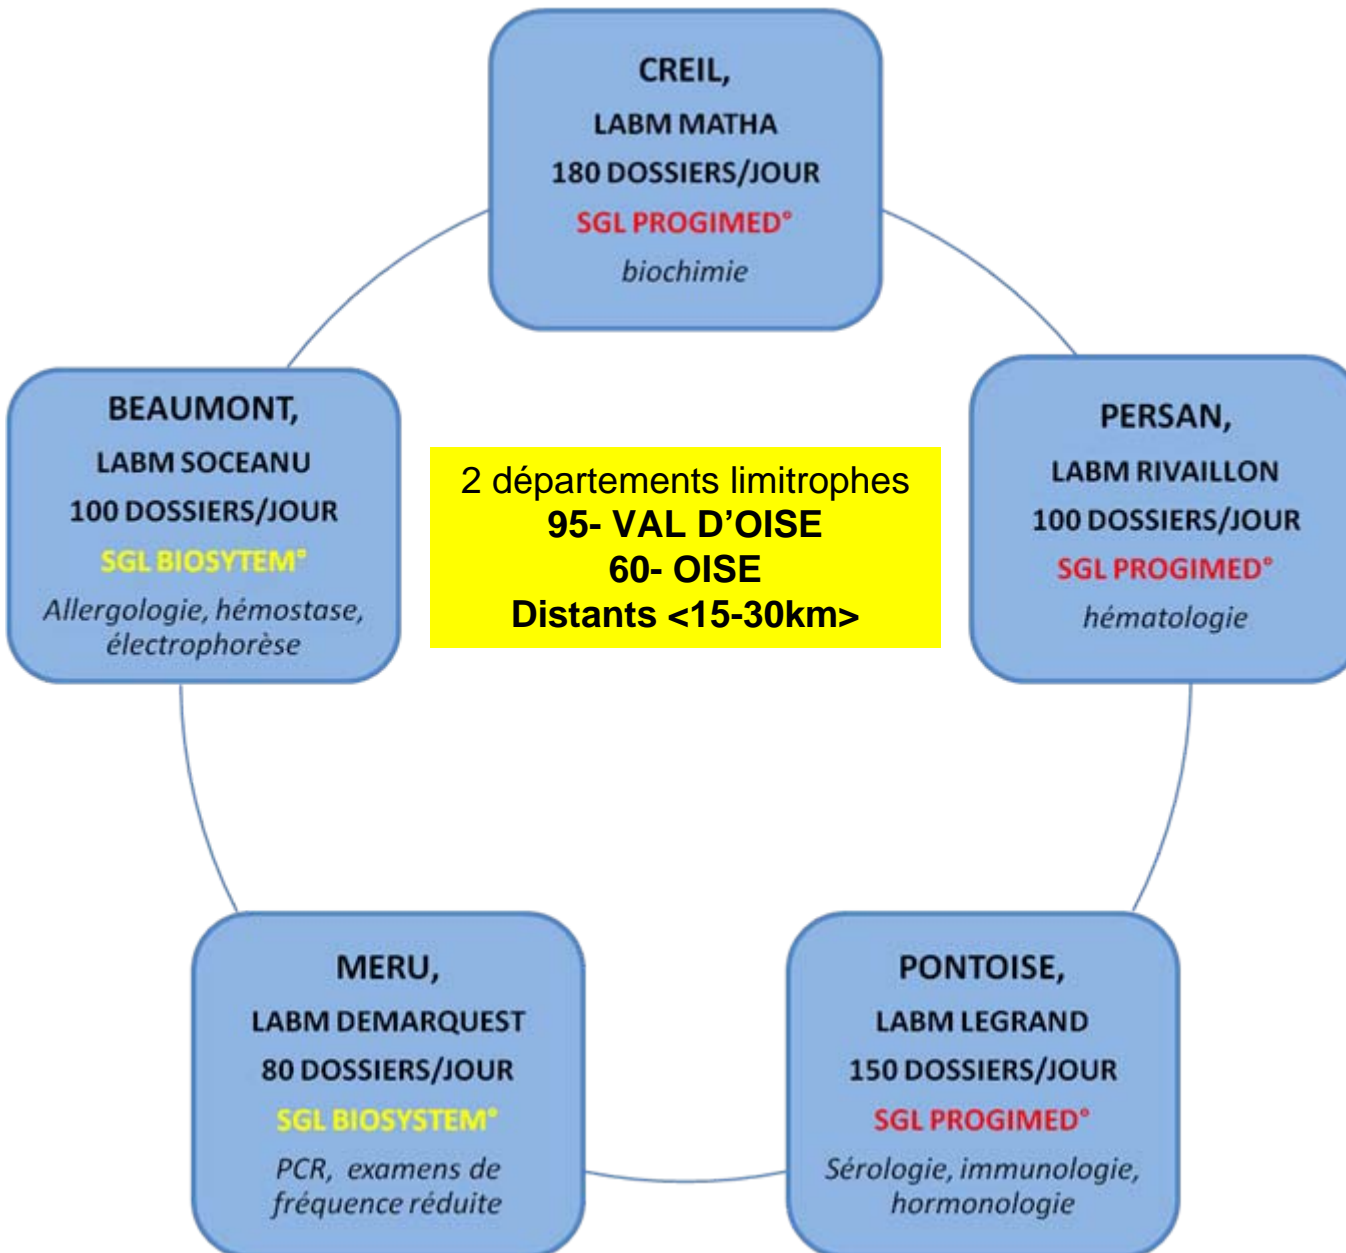 CREIL,
LABM MATHA
180 DOSSIERS/JOUR
SGL PROGIMED°
biochimie
BEAUMONT,
LABM SOCEANU
100 DOSSIERS/JOUR
SGL BIOSYTEM°
Allergologie, hémostase,
électrophorèse
2 départements limitrophes
95- VAL D’OISE
60- OISE
Distants <15-30km>
PERSAN,
LABM RIVAILLON
100 DOSSIERS/JOUR
SGL PROGIMED°
hématologie
MERU,
LABM DEMARQUEST
80 DOSSIERS/JOUR
SGL BIOSYSTEM°
PCR, examens de
fréquence réduite
PONTOISE,
LABM LEGRAND
150 DOSSIERS/JOUR
SGL PROGIMED°
Sérologie, immunologie,
hormonologie